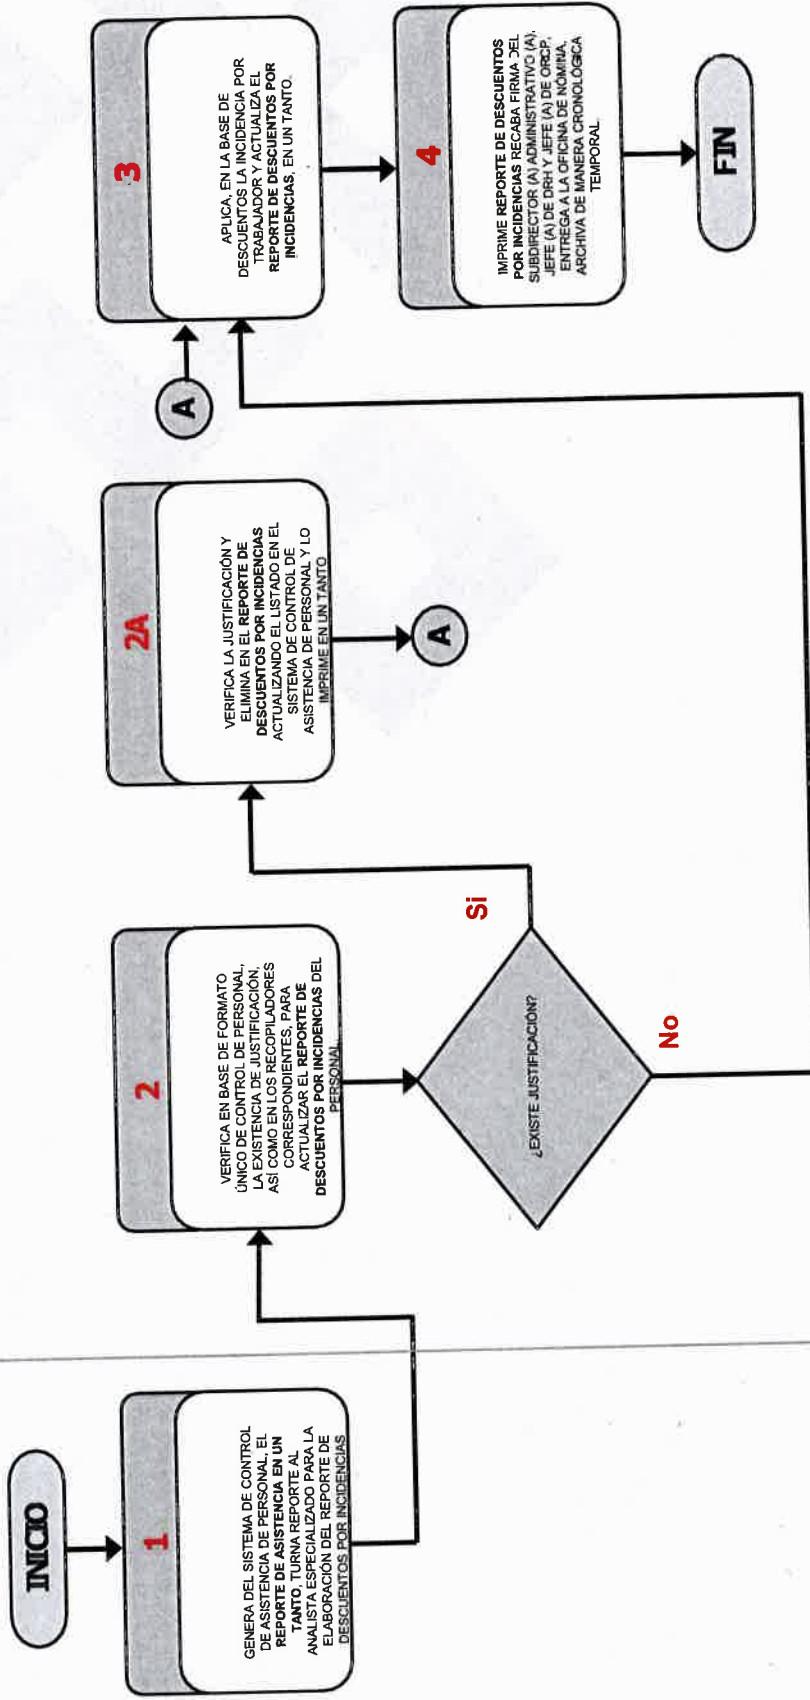 INICIO
1
GENERA DEL SISTEMA DE CONTROL
DE ASISTENCIA DE PERSONAL, EL
REPORTE DE ASISTENCIA EN UN
TANTO, TURNA REPORTE AL
ANALISTA ESPECIALIZADO PARA LA
ELABORACIÓN DEL REPORTE DE
DESCUENTOS POR INCIDENCIAS
2
VERIFICA EN BASE DE FORMATO
ÚNICO DE CONTROL DE PERSONAL,
LA EXISTENCIA DE JUSTIFICACIÓN,
ASÍ COMO EN LOS RECOPILADORES
CORRESPONDIENTES, PARA
ACTUALIZAR EL REPORTE DE
DESCUENTOS POR INCIDENCIAS DEL
PERSONAL.
¿EXISTE JUSTIFICACIÓN?
Si
No
2A
VERIFICA LA JUSTIFICACIÓN Y
ELIMINA EN EL REPORTE DE
DESCUENTOS POR INCIDENCIAS
ACTUALIZANDO EL LISTADO EN EL
SISTEMA DE CONTROL DE
ASISTENCIA DE PERSONAL Y LO
IMPRIME EN UN TANTO
A
A
3
APLICA, EN LA BASE DE
DESCUENTOS LA INCIDENCIA POR
TRABAJADOR Y ACTUALIZA EL
REPORTE DE DESCUENTOS POR
INCIDENCIAS, EN UN TANTO.
4
IMPRIME REPORTE DE DESCUENTOS
POR INCIDENCIAS RECABA FIRMA DEL
SUBDIRECTOR (A) ADMINISTRATIVO (A),
JEFE (A) DE DRH Y JEFE (A) DE ORCP,
ENTREGA A LA OFICINA DE NÓMINA,
ARCHIVA DE MANERA CRONOLÓGICA
TEMPORAL.
FIN